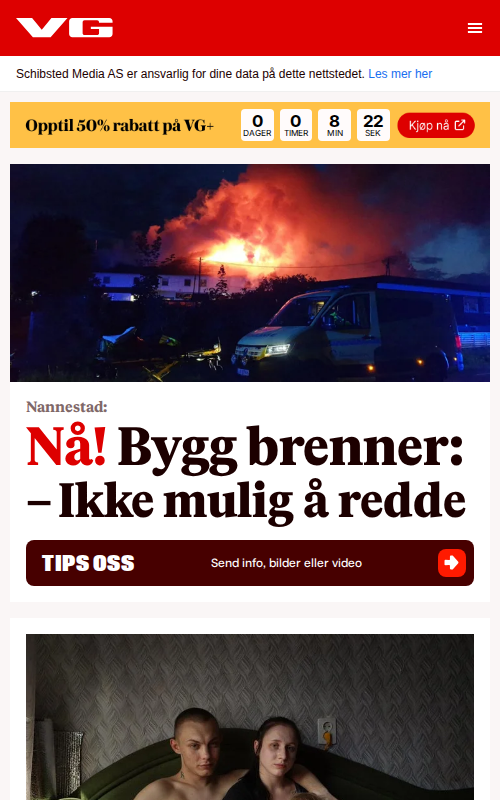 VG
Schibsted Media AS er ansvarlig for dine data på dette nettstedet. Les mer her
Opptil 50% rabatt på VG+
0 0 8 22
DAGER TIMER MIN SEK
Kjøp nå
Nannestad:
Nå! Bygg brenner:
– Ikke mulig å redde
TIPS OSS Send info, bilder eller video